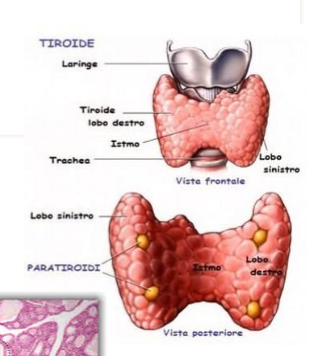 TIROIDE
Laringe
Tiroide
lobo destro
Istmo
Trachea
Lobo
sinistro
Vista frontale
Lobo sinistro
PARATIROIDI
Istmo
Lobo
destro
Vista posteriore